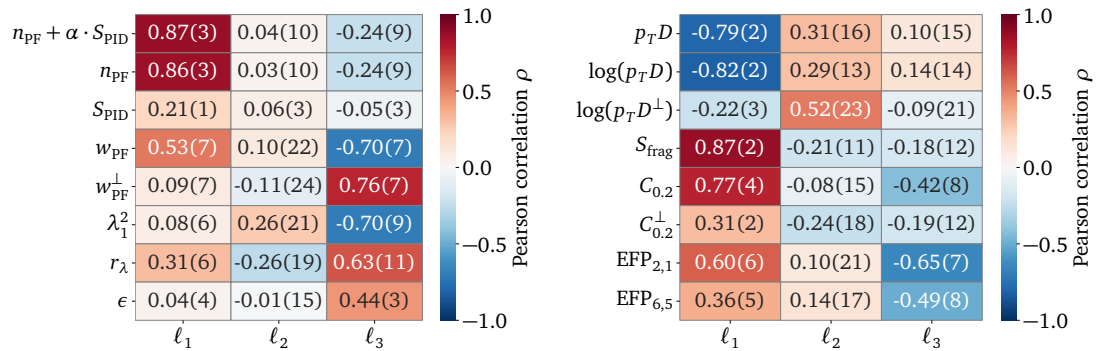 n_PF + α · S_PID 0.87(3) 0.04(10) -0.24(9)
n_PF 0.86(3) 0.03(10) -0.24(9)
S_PID 0.21(1) 0.06(3) -0.05(3)
w_PF 0.53(7) 0.10(22) -0.70(7)
w_PF^⊥ 0.09(7) -0.11(24) 0.76(7)
λ_1^2 0.08(6) 0.26(21) -0.70(9)
r_λ 0.31(6) -0.26(19) 0.63(11)
ϵ 0.04(4) -0.01(15) 0.44(3)
ℓ_1 ℓ_2 ℓ_3
1.0
0.5
0.0
−0.5
−1.0
Pearson correlation ρ
p_T D -0.79(2) 0.31(16) 0.10(15)
log(p_T D) -0.82(2) 0.29(13) 0.14(14)
log(p_T D^⊥) -0.22(3) 0.52(23) -0.09(21)
S_frag 0.87(2) -0.21(11) -0.18(12)
C_0.2 0.77(4) -0.08(15) -0.42(8)
C_0.2^⊥ 0.31(2) -0.24(18) -0.19(12)
EFP_2,1 0.60(6) 0.10(21) -0.65(7)
EFP_6,5 0.36(5) 0.14(17) -0.49(8)
ℓ_1 ℓ_2 ℓ_3
1.0
0.5
0.0
−0.5
−1.0
Pearson correlation ρ